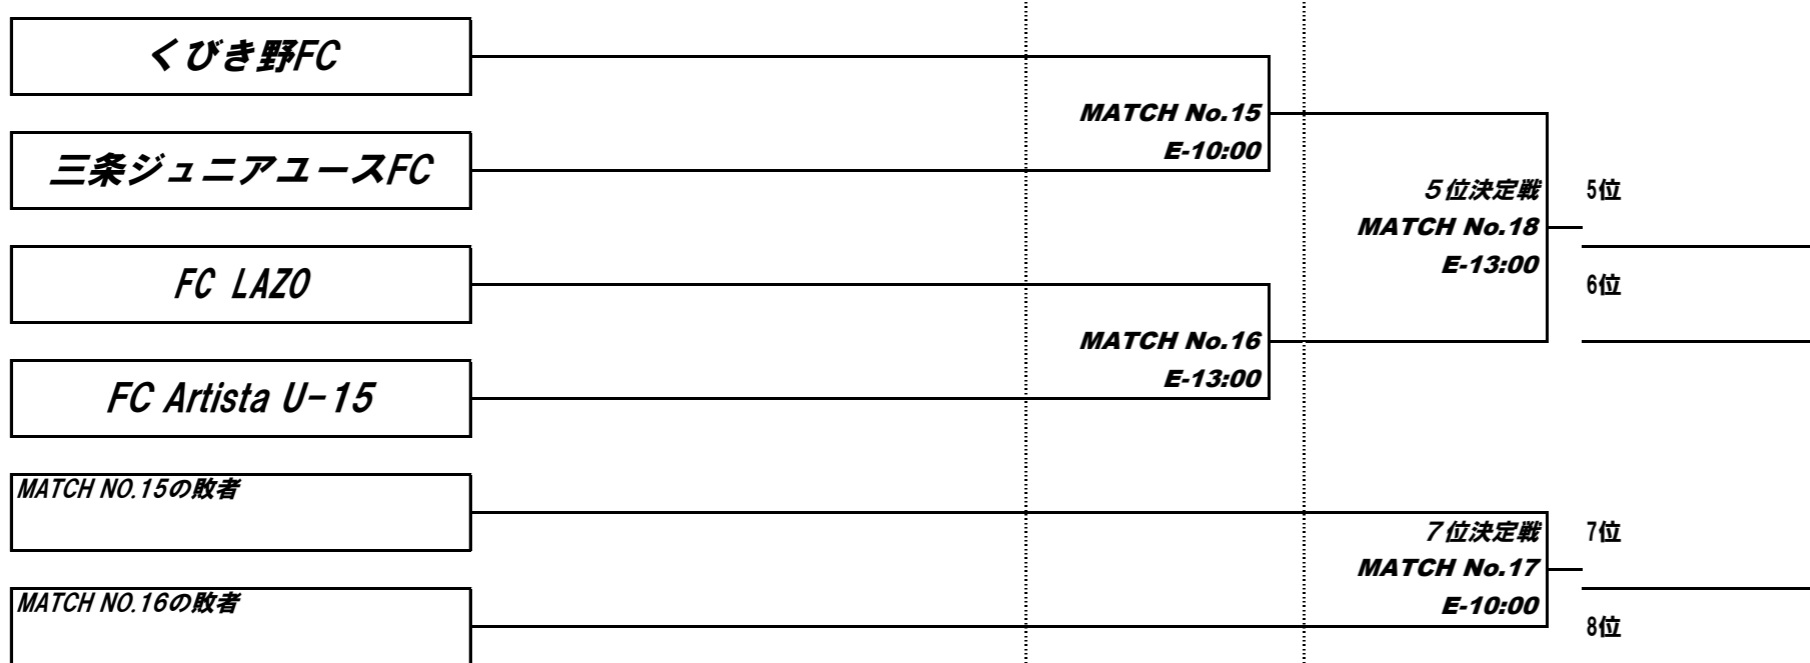 くびき野FC
MATCH No.15
E-10:00
三条ジュニアユースFC
５位決定戦
5位
MATCH No.18
E-13:00
6位
FC LAZO
MATCH No.16
E-13:00
FC Artista U-15
MATCH NO.15の敗者
７位決定戦
7位
MATCH No.17
E-10:00
8位
MATCH NO.16の敗者